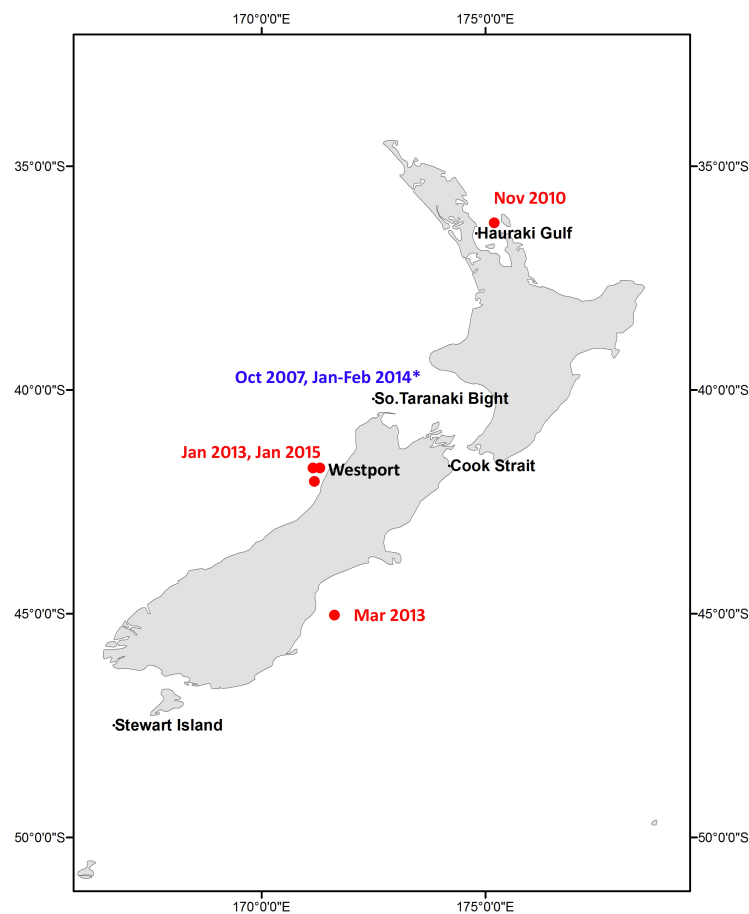 170°0'0"E 175°0'0"E
35°0'0"S 35°0'0"S
Nov 2010
Hauraki Gulf
Oct 2007, Jan-Feb 2014*
40°0'0"S 40°0'0"S
So.Taranaki Bight
Jan 2013, Jan 2015
Westport
Cook Strait
45°0'0"S 45°0'0"S
Mar 2013
Stewart Island
50°0'0"S 50°0'0"S
170°0'0"E 175°0'0"E